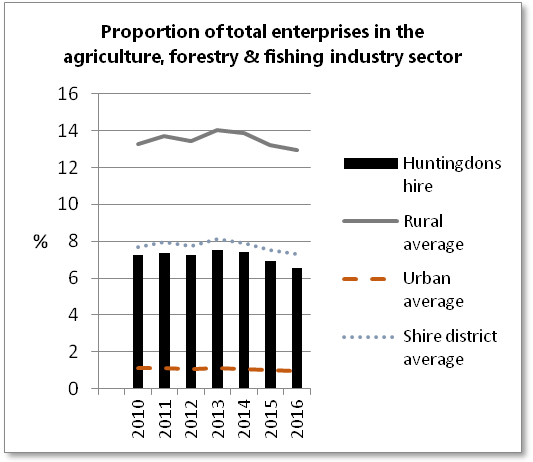 Proportion of total enterprises in the
agriculture, forestry & fishing industry sector
16
14
12
10
8
6
4
2
0
%
2010
2011
2012
2013
2014
2015
2016
Huntingdons
hire
Rural
average
Urban
average
Shire district
average